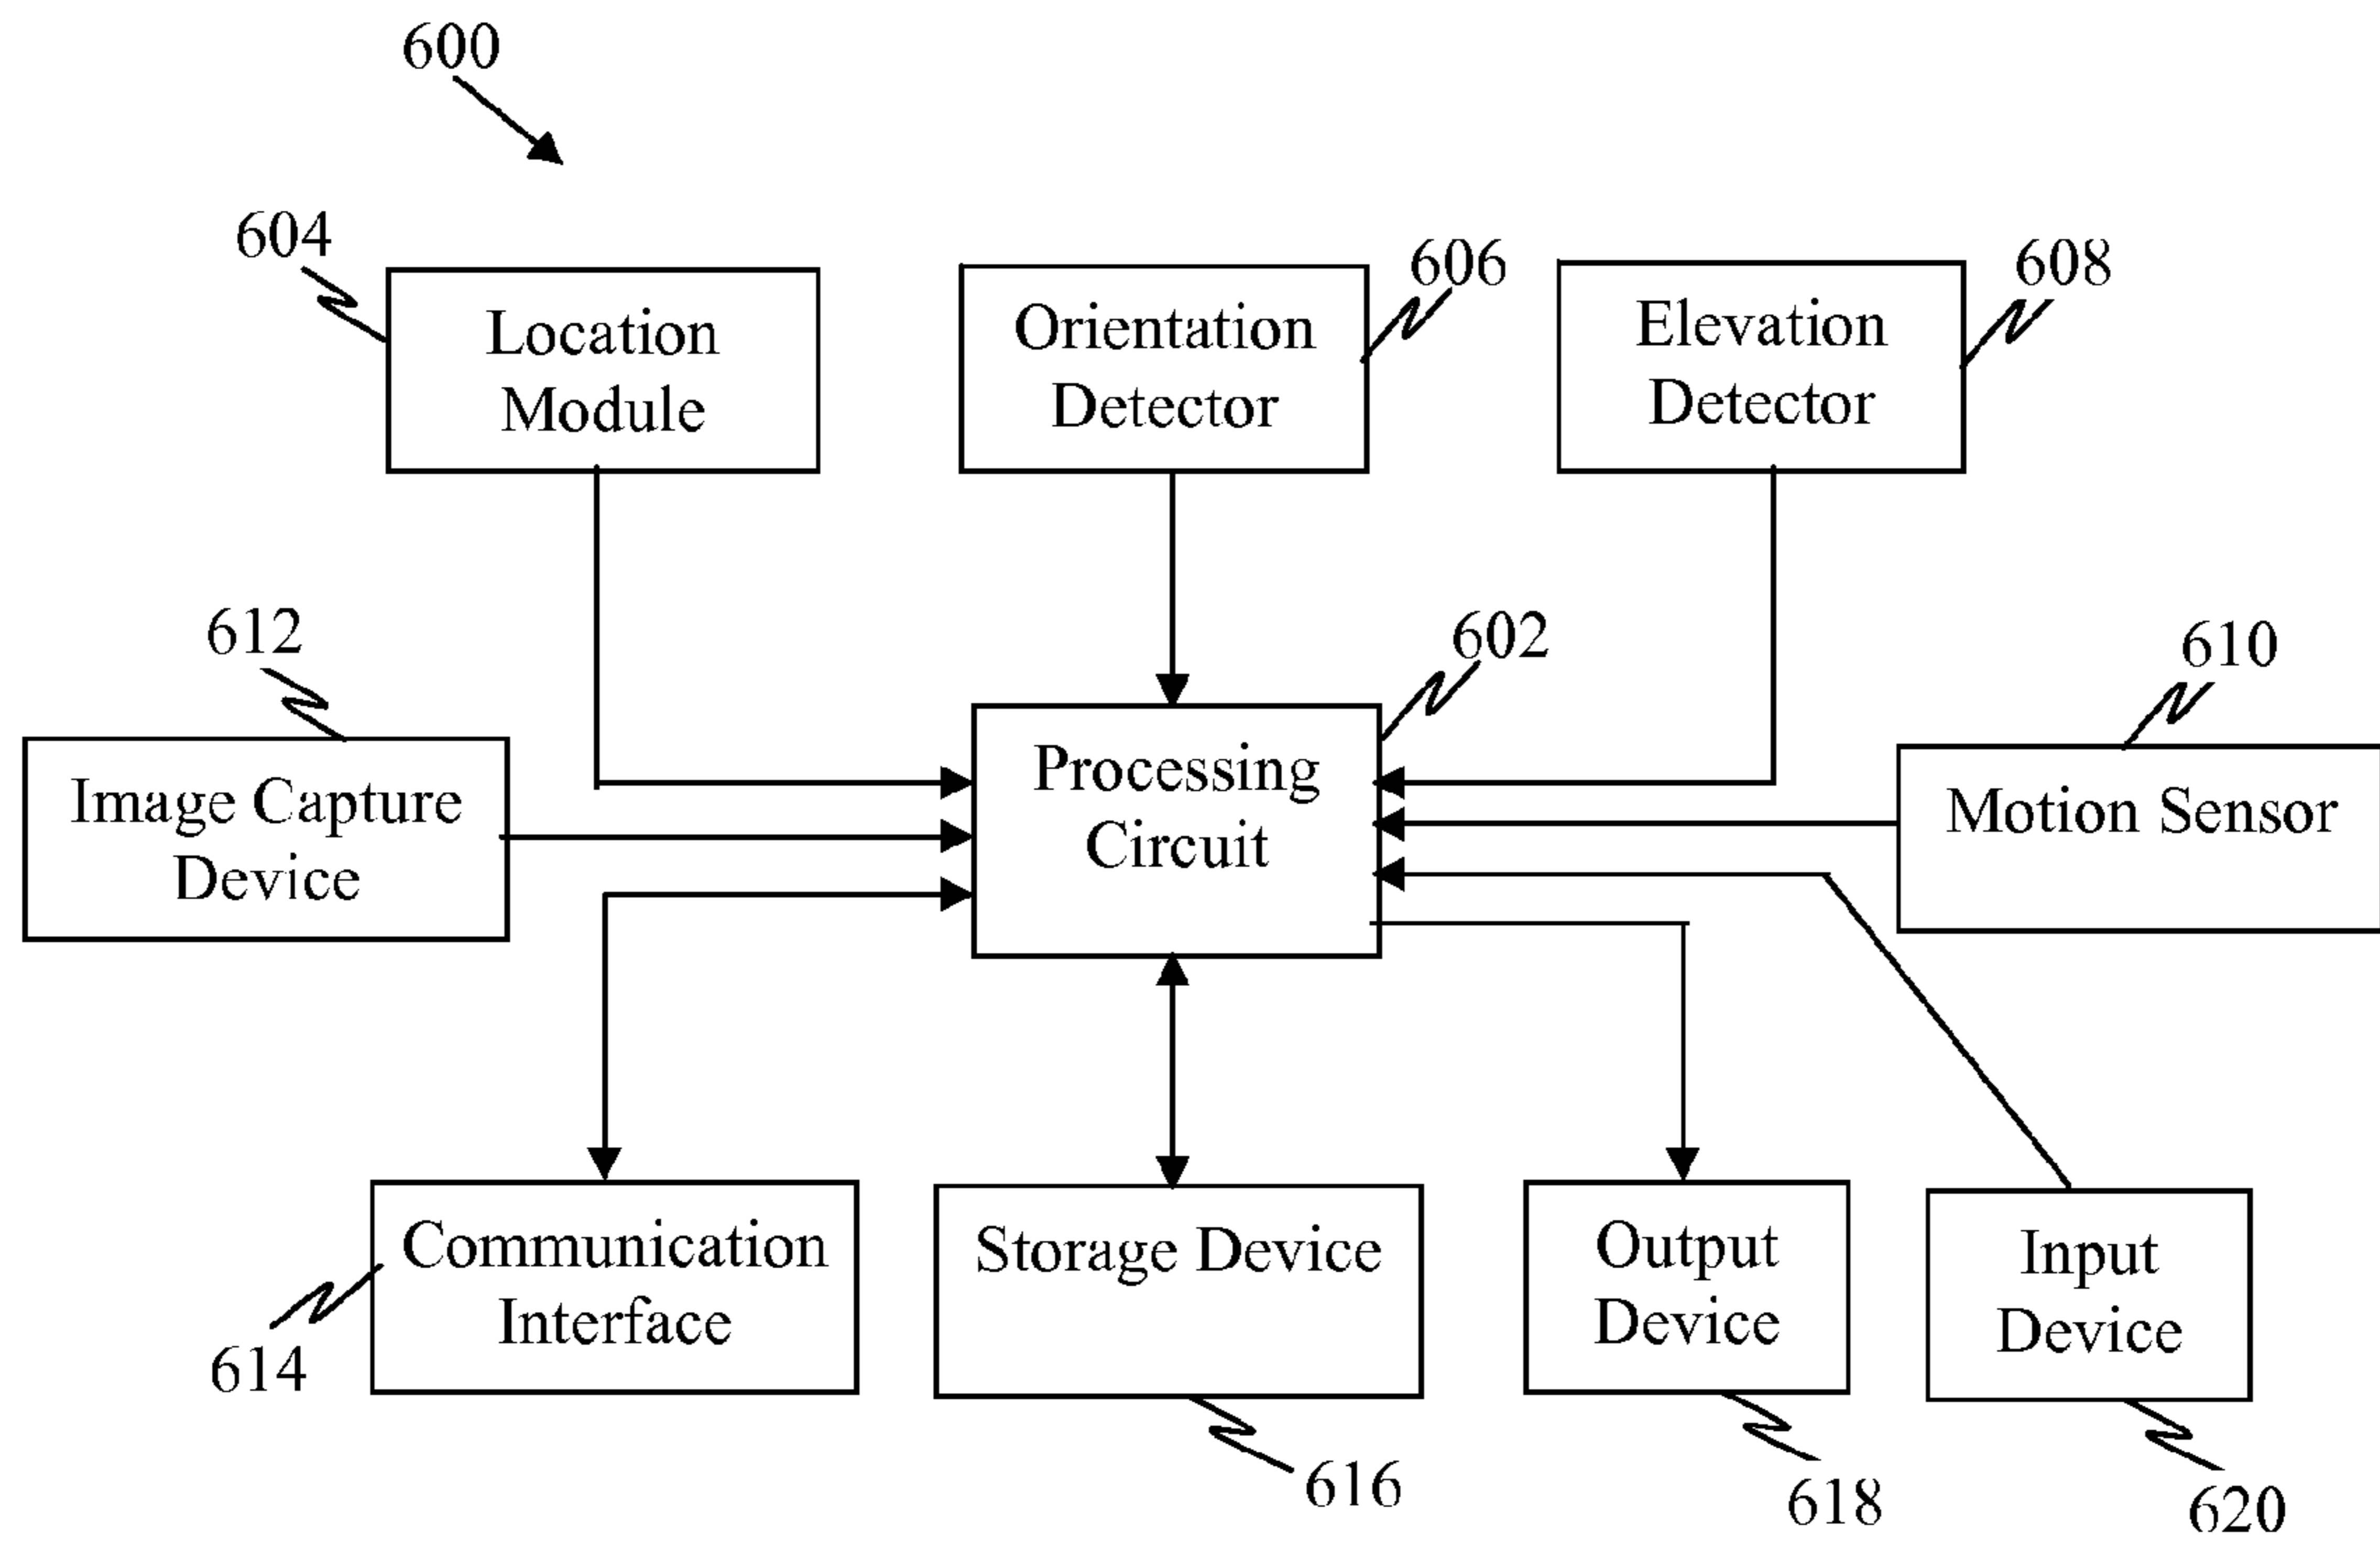 600
604
Location
Module
Orientation
Detector
606
Elevation
Detector
608
612
Image Capture
Device
Processing
Circuit
602
610
Motion Sensor
Communication
Interface
614
Storage Device
616
Output
Device
618
Input
Device
620